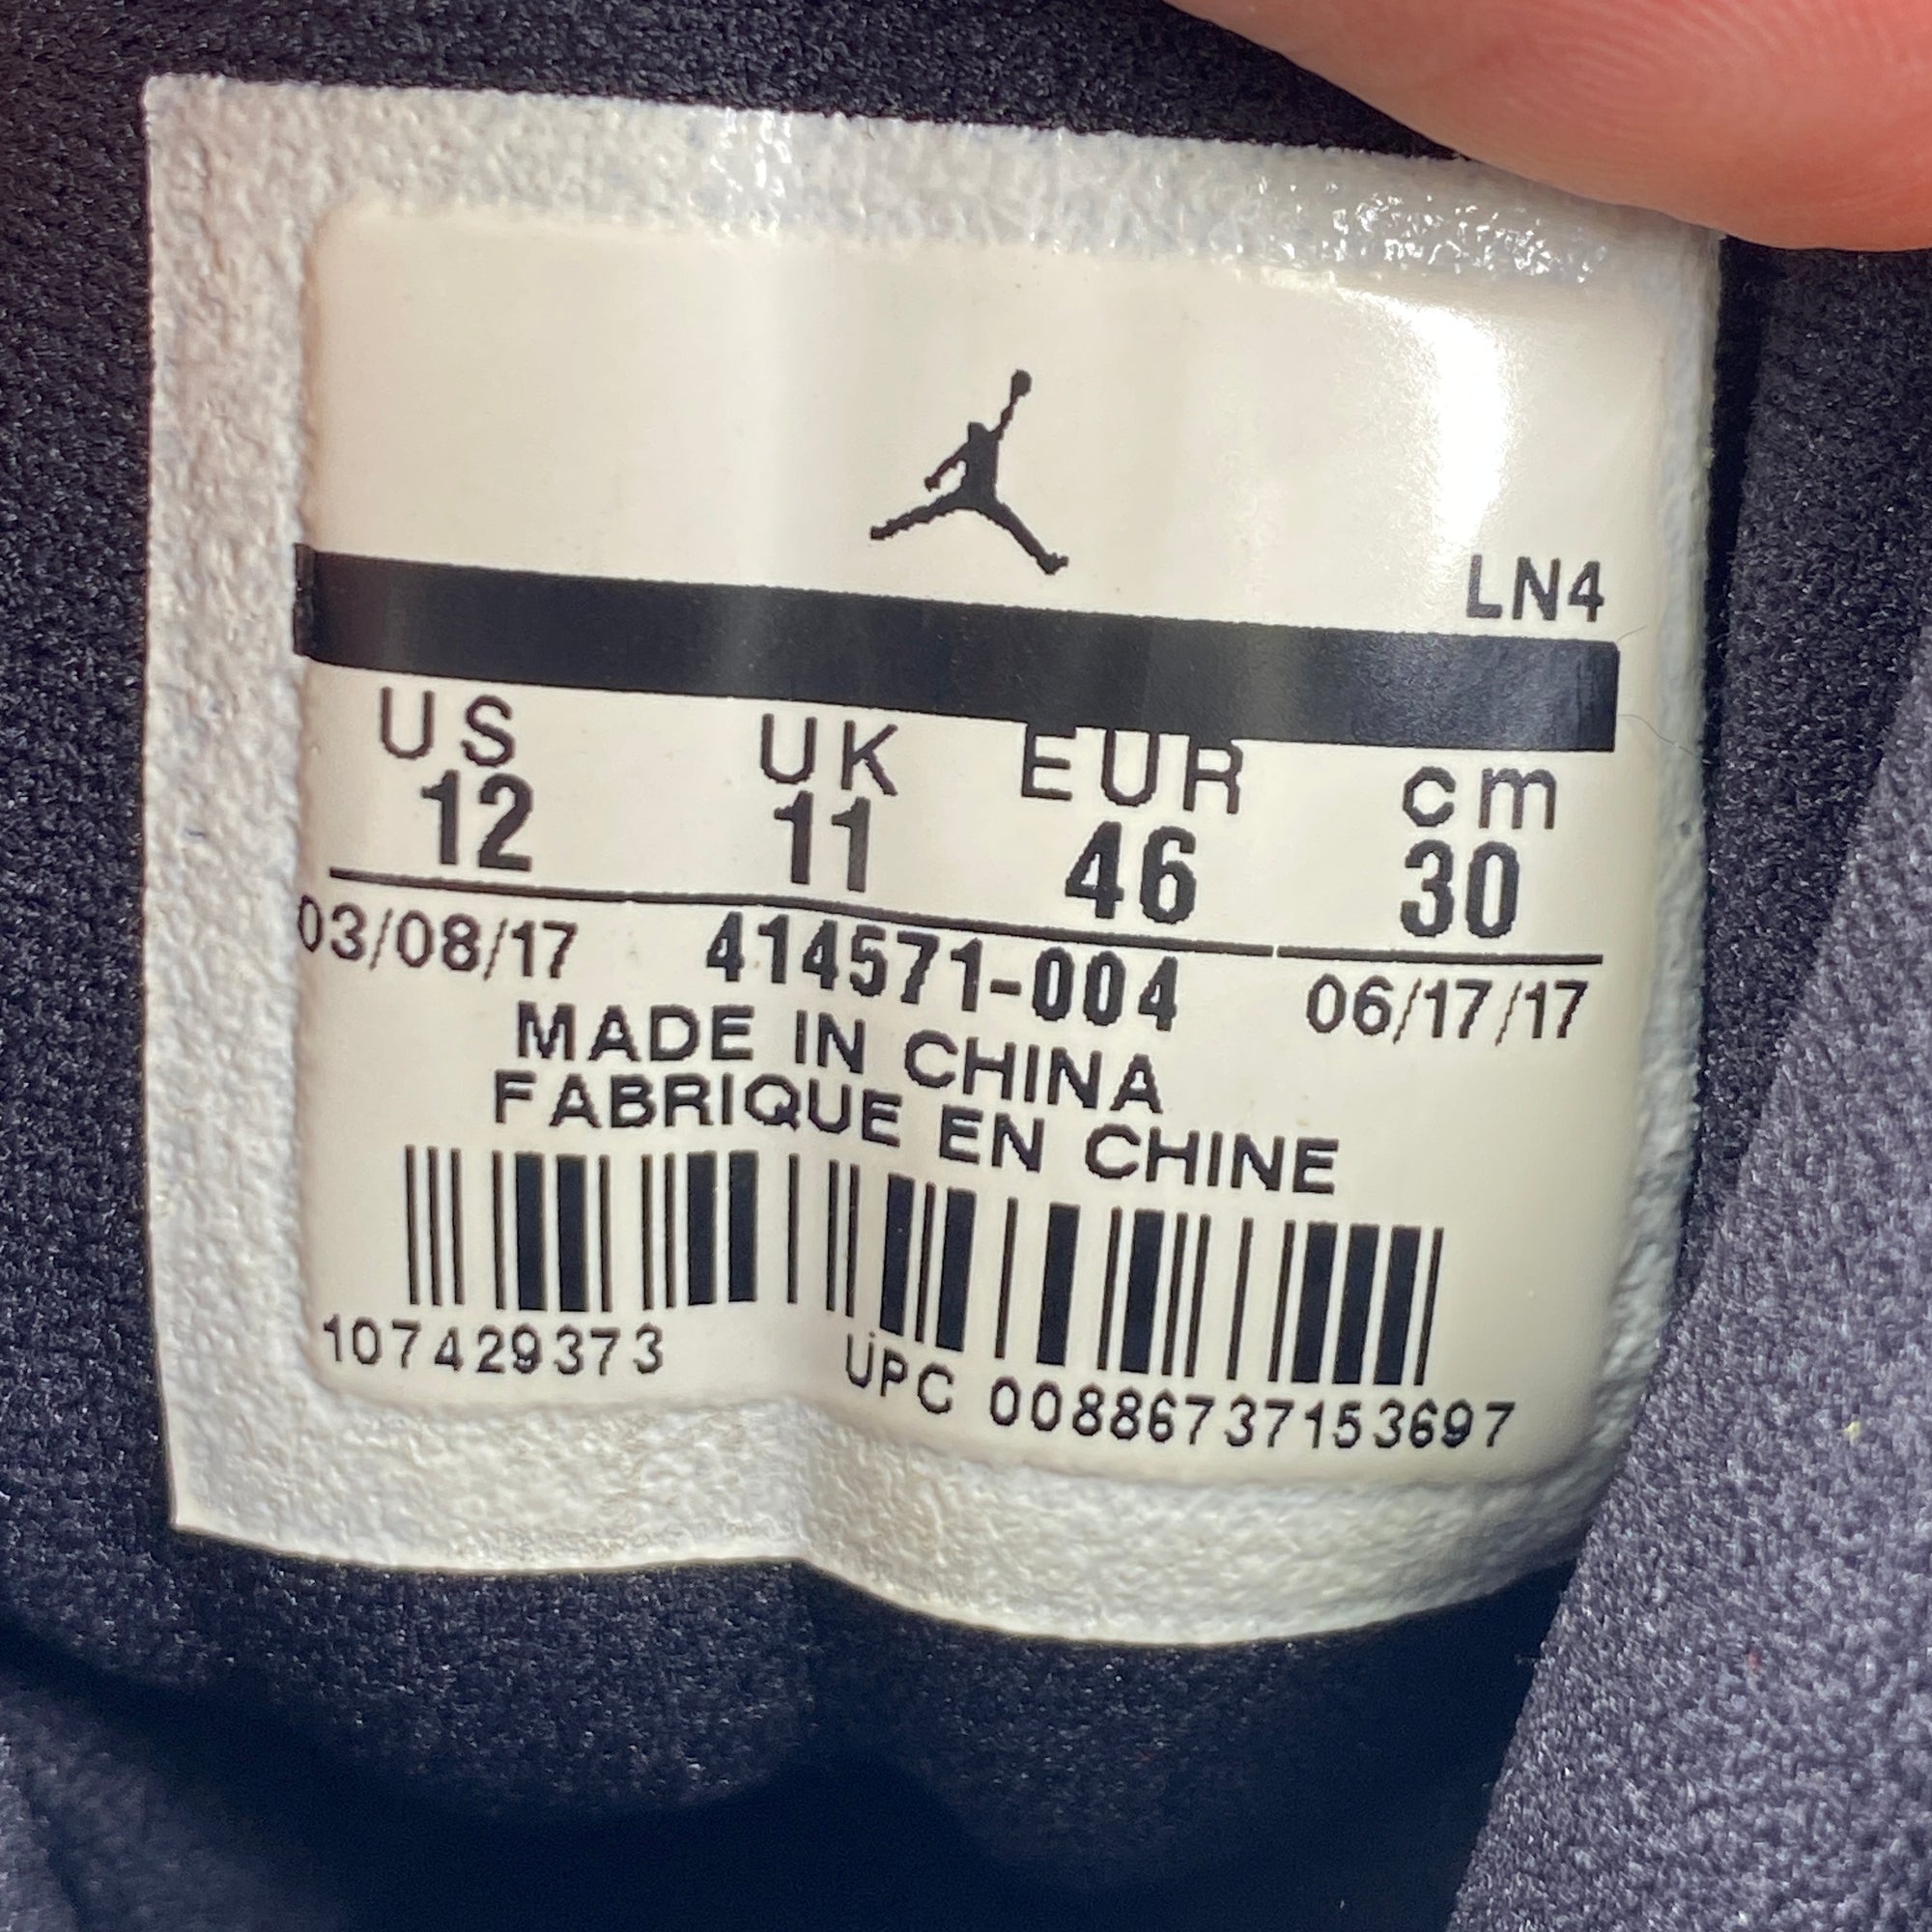 LN4
US UK EUR cm
12 11 46 30
03/08/17 414571-004 06/17/17
MADE IN CHINA
FABRIQUE EN CHINE
107429373 UPC 00886737153697